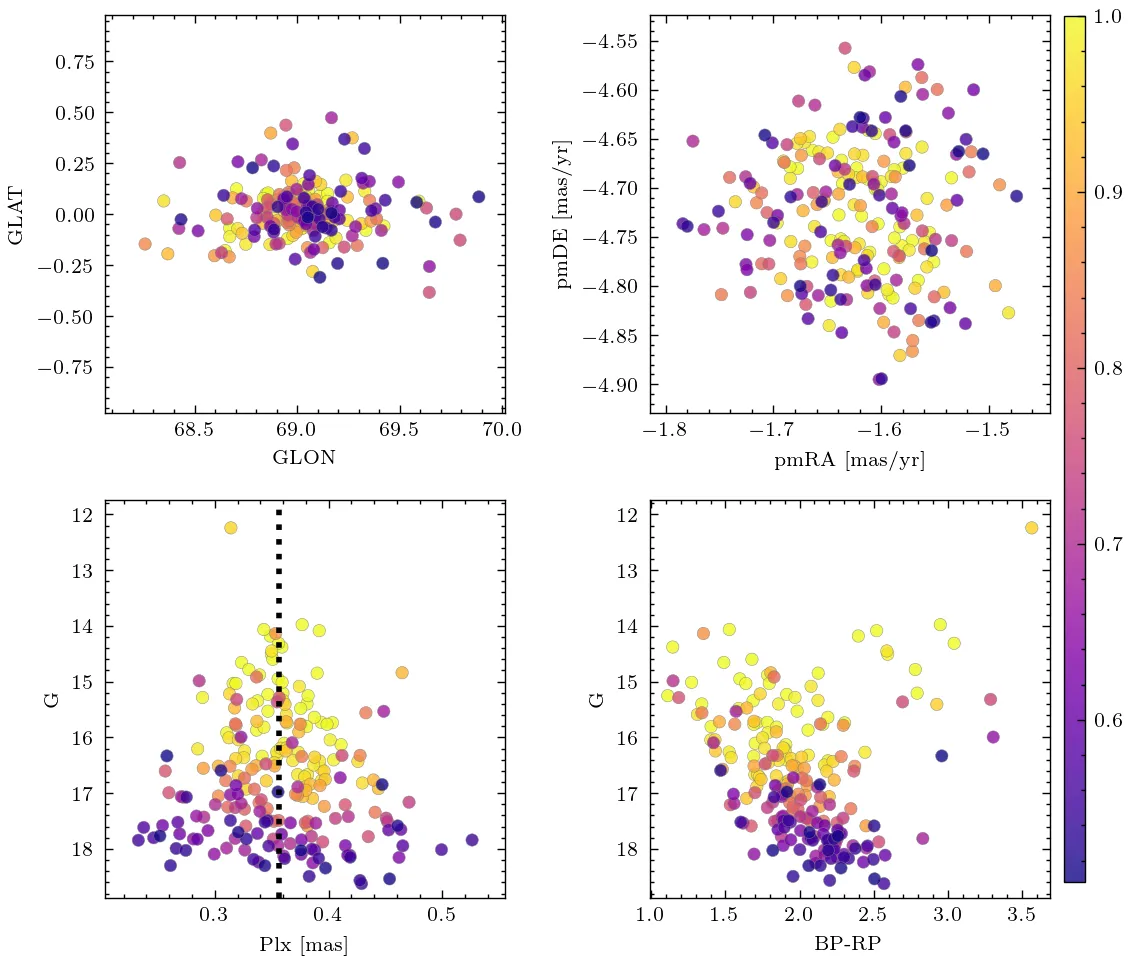 0.75
0.50
0.25
0.00
−0.25
−0.50
−0.75
GLAT
68.5 69.0 69.5 70.0
GLON
−4.55
−4.60
−4.65
−4.70
−4.75
−4.80
−4.85
−4.90
pmDE [mas/yr]
−1.8 −1.7 −1.6 −1.5
pmRA [mas/yr]
1.0
0.9
0.8
0.7
0.6
12
13
14
15
16
17
18
G
0.3 0.4 0.5
Plx [mas]
12
13
14
15
16
17
18
G
1.0 1.5 2.0 2.5 3.0 3.5
BP-RP